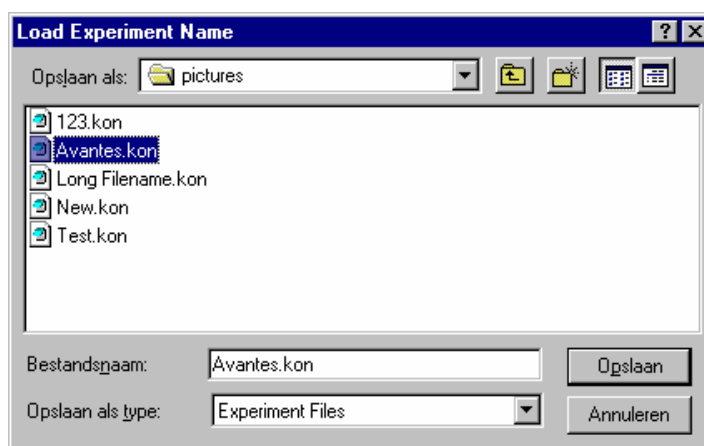 Load Experiment Name
Opslaan als: pictures
123.kon
Avantes.kon
Long Filename.kon
New.kon
Test.kon
Bestandsnaam: Avantes.kon Opslaan
Opslaan als type: Experiment Files Annuleren